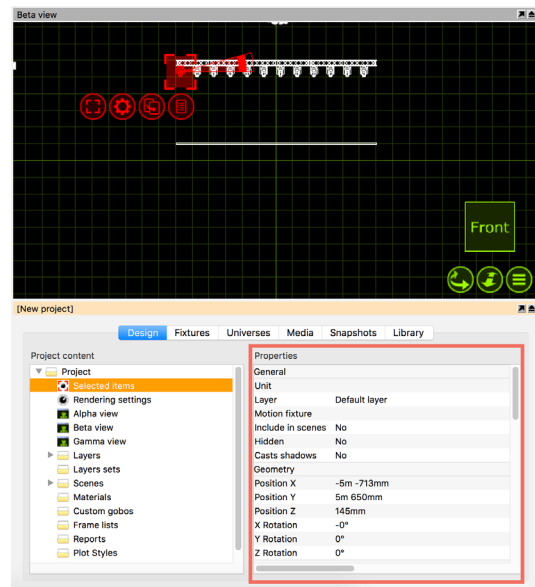 Beta view
Front
[New project]
Design Fixtures Universes Media Snapshots Library
Project content
Project
Selected items
Rendering settings
Alpha view
Beta view
Gamma view
Layers
Layers sets
Scenes
Materials
Custom gobos
Frame lists
Reports
Plot Styles
Properties
General
Unit
Layer Default layer
Motion fixture
Include in scenes No
Hidden No
Casts shadows No
Geometry
Position X -5m -713mm
Position Y 5m 650mm
Position Z 145mm
X Rotation -0°
Y Rotation 0°
Z Rotation 0°